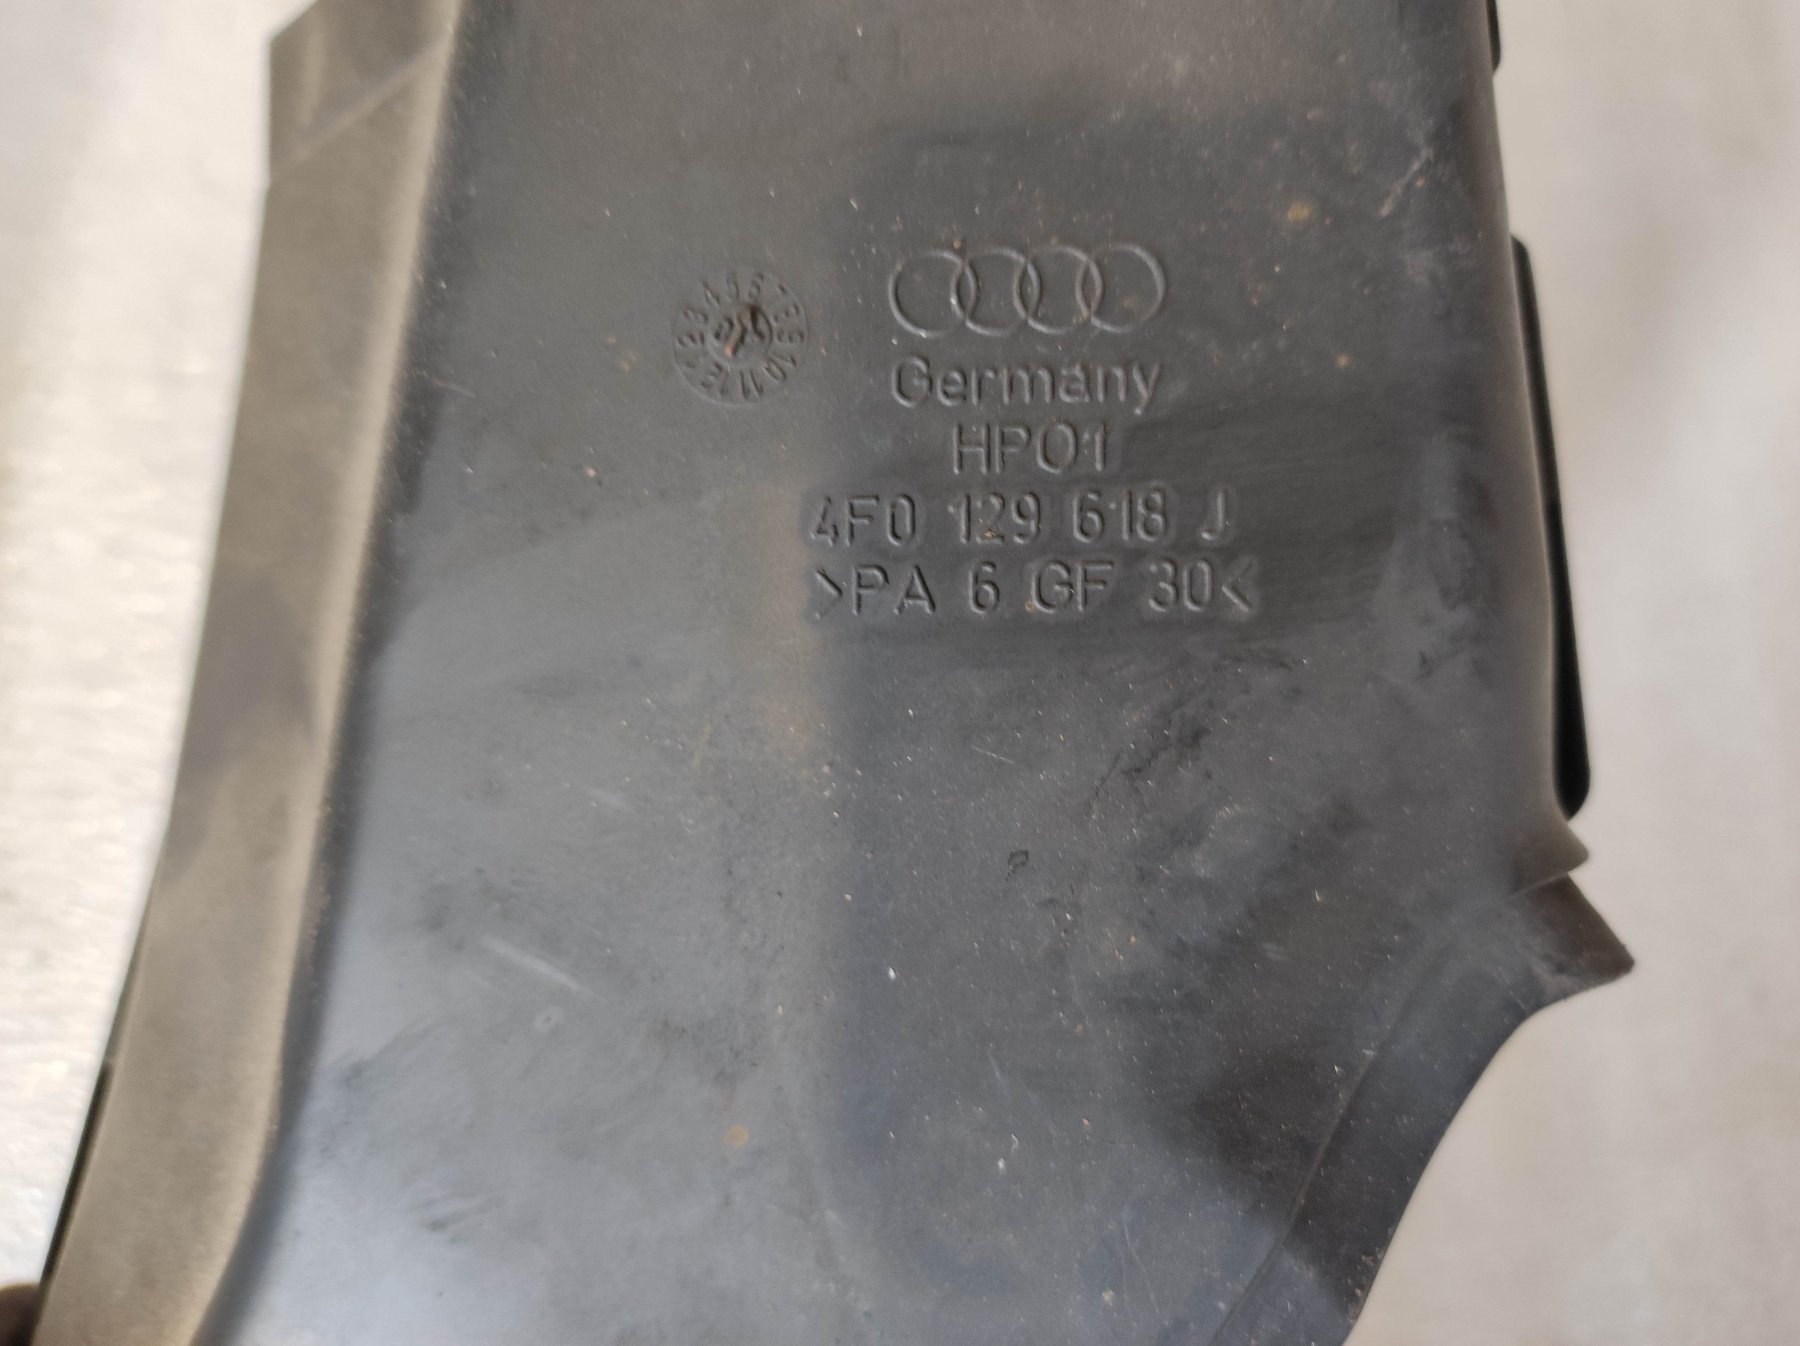 Germany
HP01
4F0 129 618 J
>PA 6 GF 30<